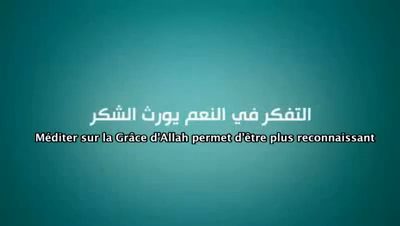 التفكر في النعم يورث الشكر
Méditer sur la Grâce d'Allah permet d'être plus reconnaissant